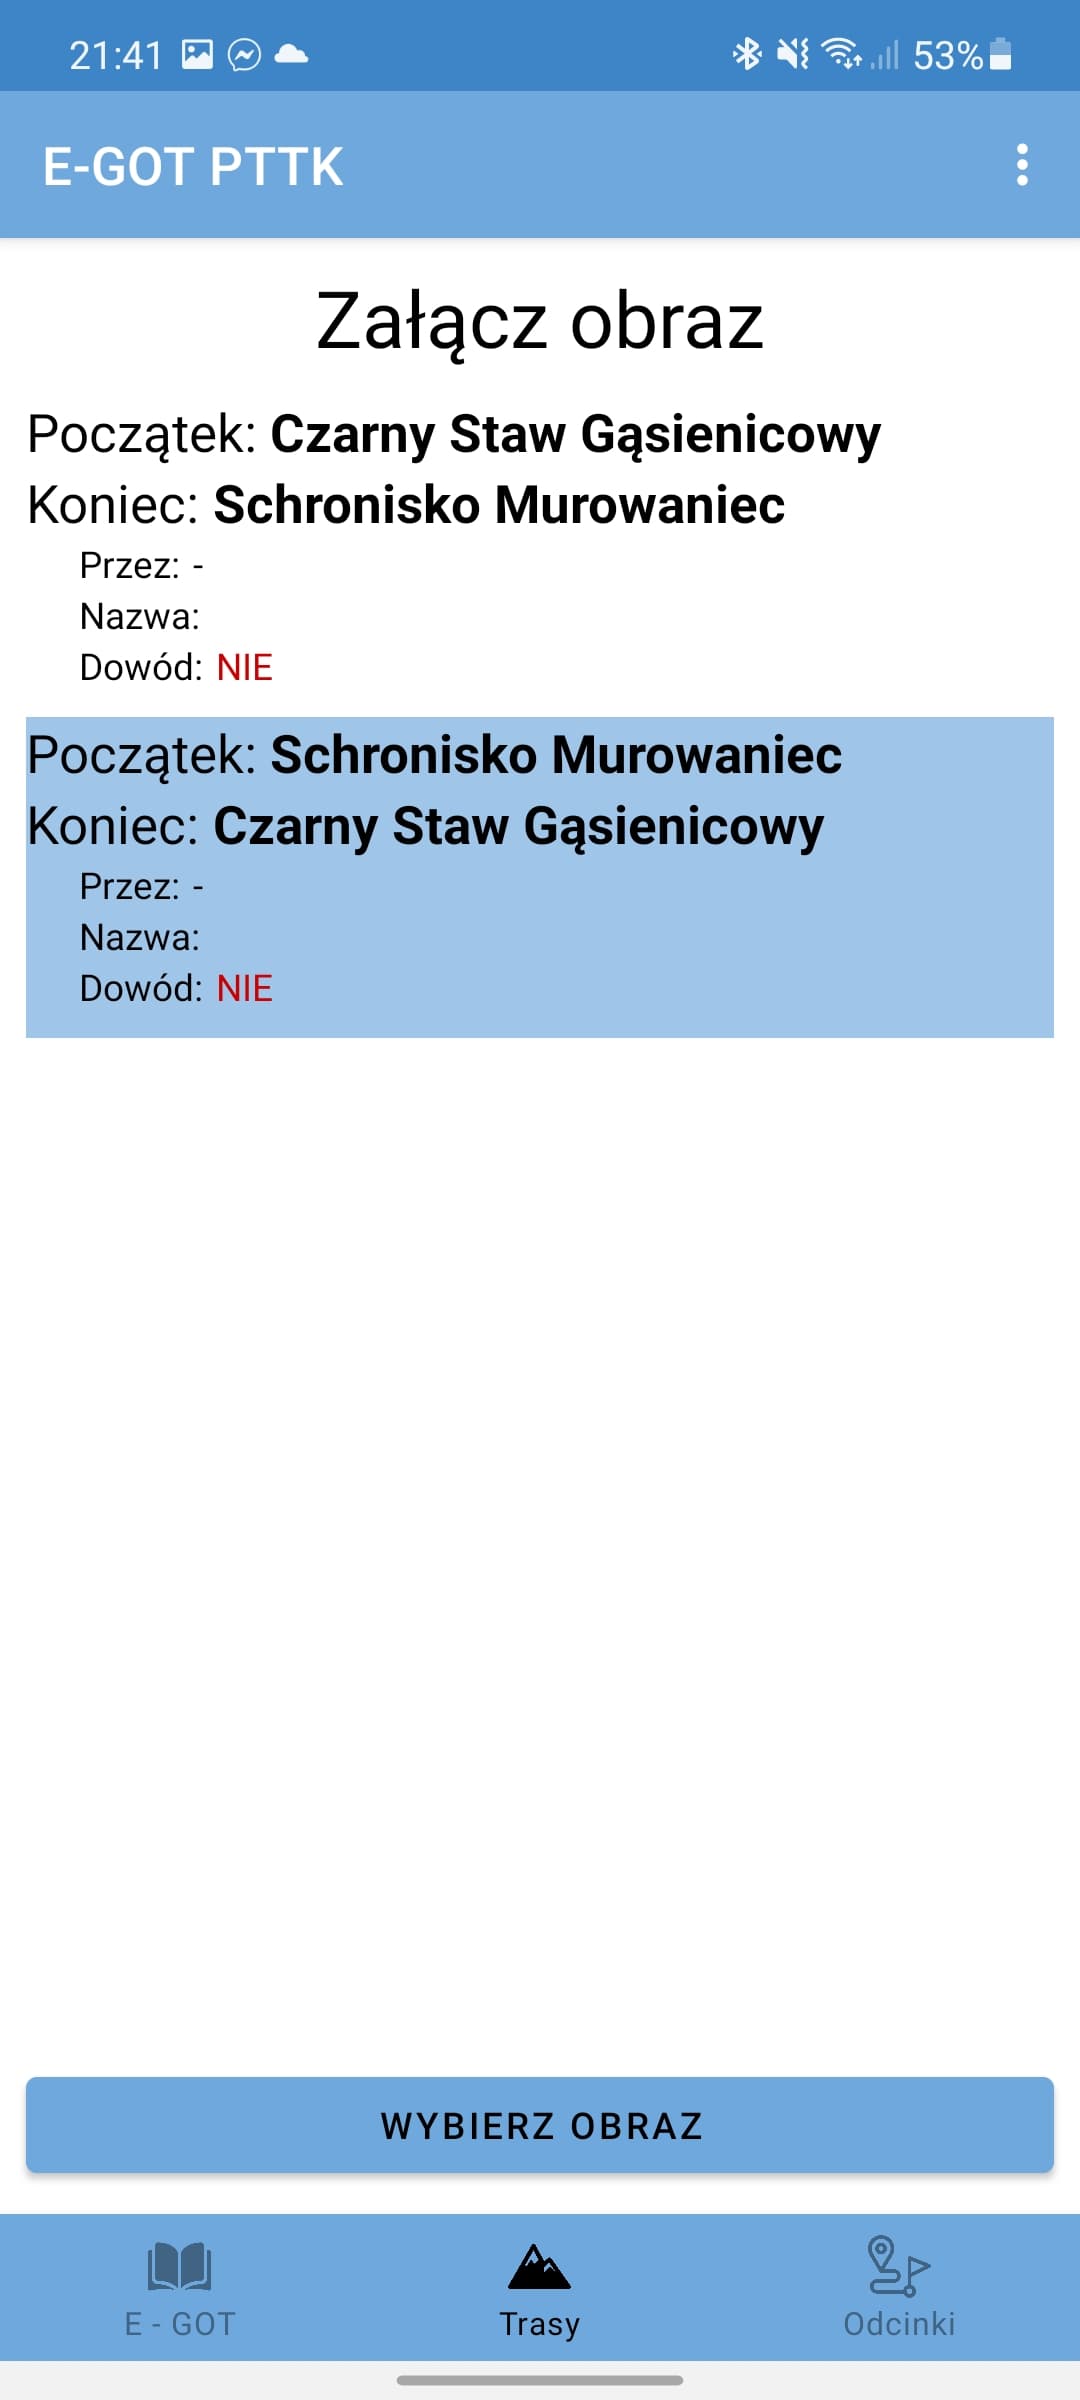 21:41
53%
E-GOT PTTK
Załącz obraz
Początek: Czarny Staw Gąsienicowy
Koniec: Schronisko Murowaniec
Przez: -
Nazwa:
Dowód: NIE
Początek: Schronisko Murowaniec
Koniec: Czarny Staw Gąsienicowy
Przez: -
Nazwa:
Dowód: NIE
WYBIERZ OBRAZ
E - GOT
Trasy
Odcinki